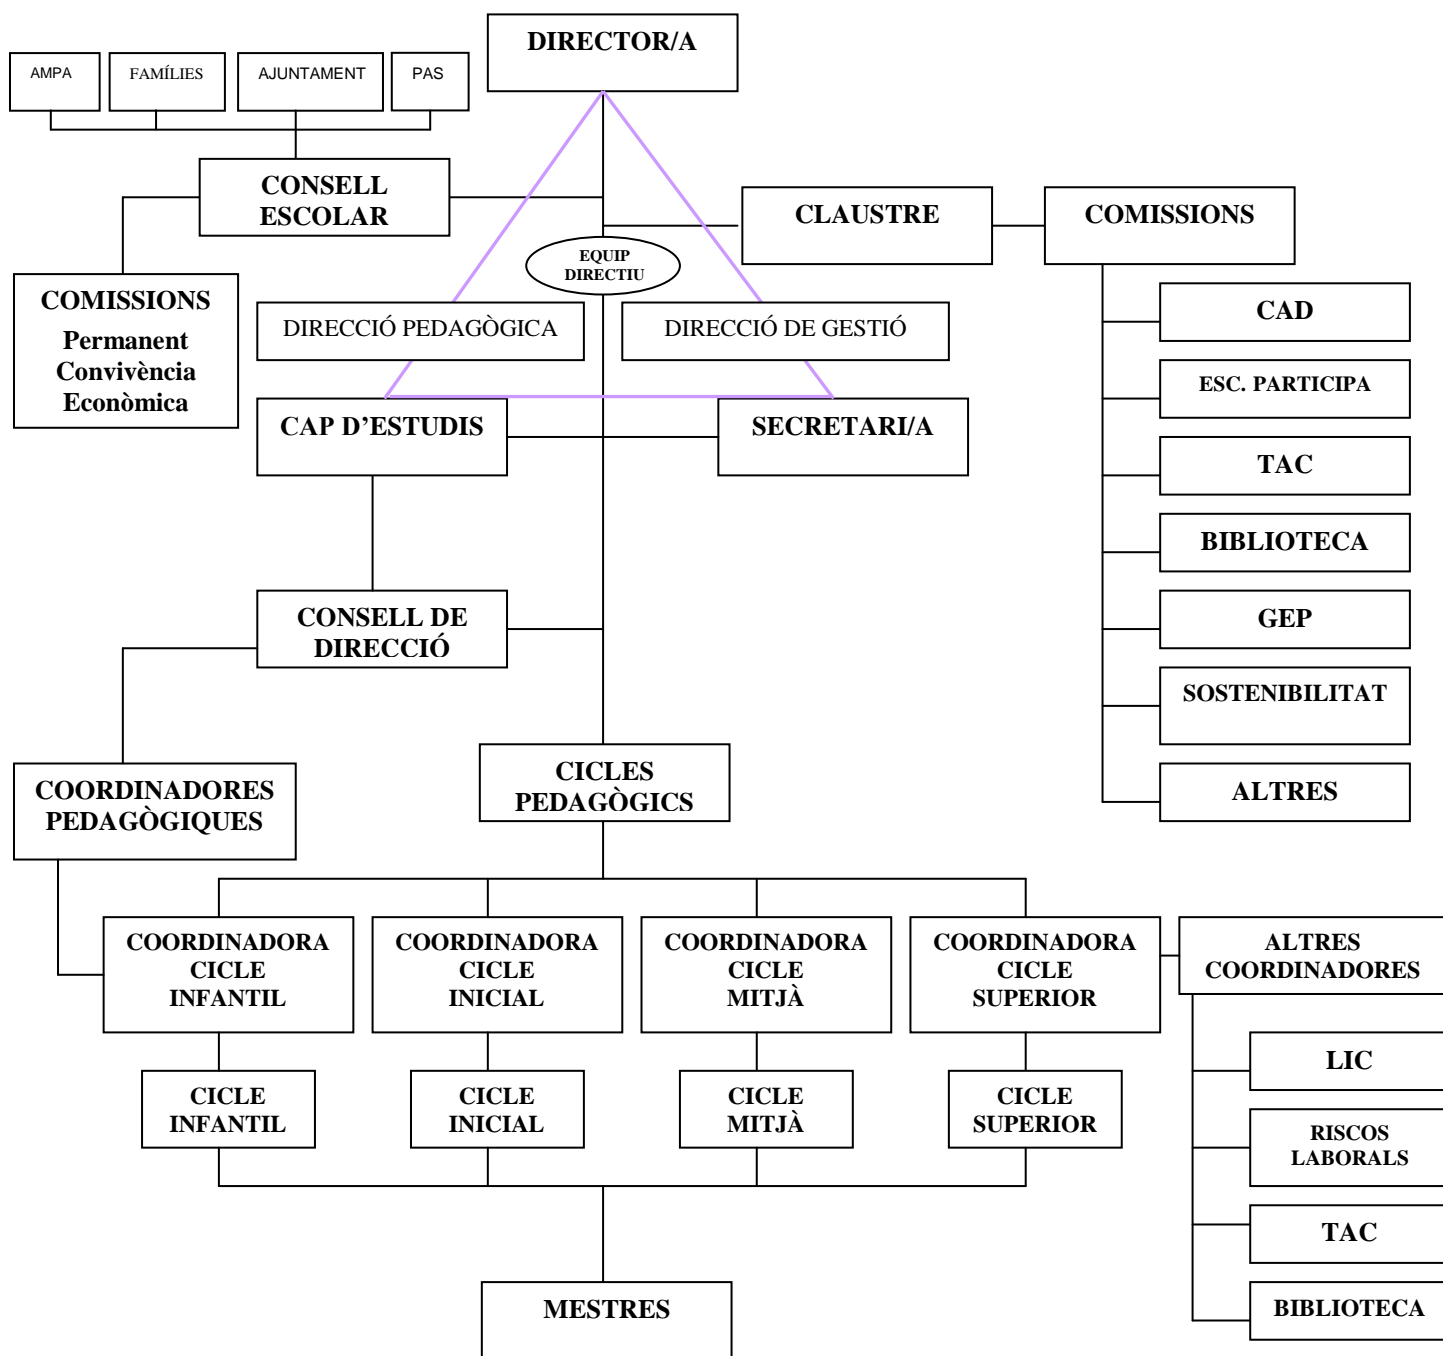 DIRECTOR/A
AMPA
FAMÍLIES
AJUNTAMENT
PAS
CONSELL
ESCOLAR
CLAUSTRE
COMISSIONS
EQUIP
DIRECTIU
COMISSIONS
Permanent
Convivència
Econòmica
DIRECCIÓ PEDAGÒGICA
DIRECCIÓ DE GESTIÓ
CAP D’ESTUDIS
SECRETARI/A
CAD
ESC. PARTICIPA
TAC
BIBLIOTECA
GEP
SOSTENIBILITAT
ALTRES
CONSELL DE
DIRECCIÓ
COORDINADORES
PEDAGÒGIQUES
CICLES
PEDAGÒGICS
COORDINADORA
CICLE
INFANTIL
COORDINADORA
CICLE
INICIAL
COORDINADORA
CICLE
MITJÀ
COORDINADORA
CICLE
SUPERIOR
ALTRES
COORDINADORES
CICLE
INFANTIL
CICLE
INICIAL
CICLE
MITJÀ
CICLE
SUPERIOR
LIC
RISCOS
LABORALS
TAC
BIBLIOTECA
MESTRES